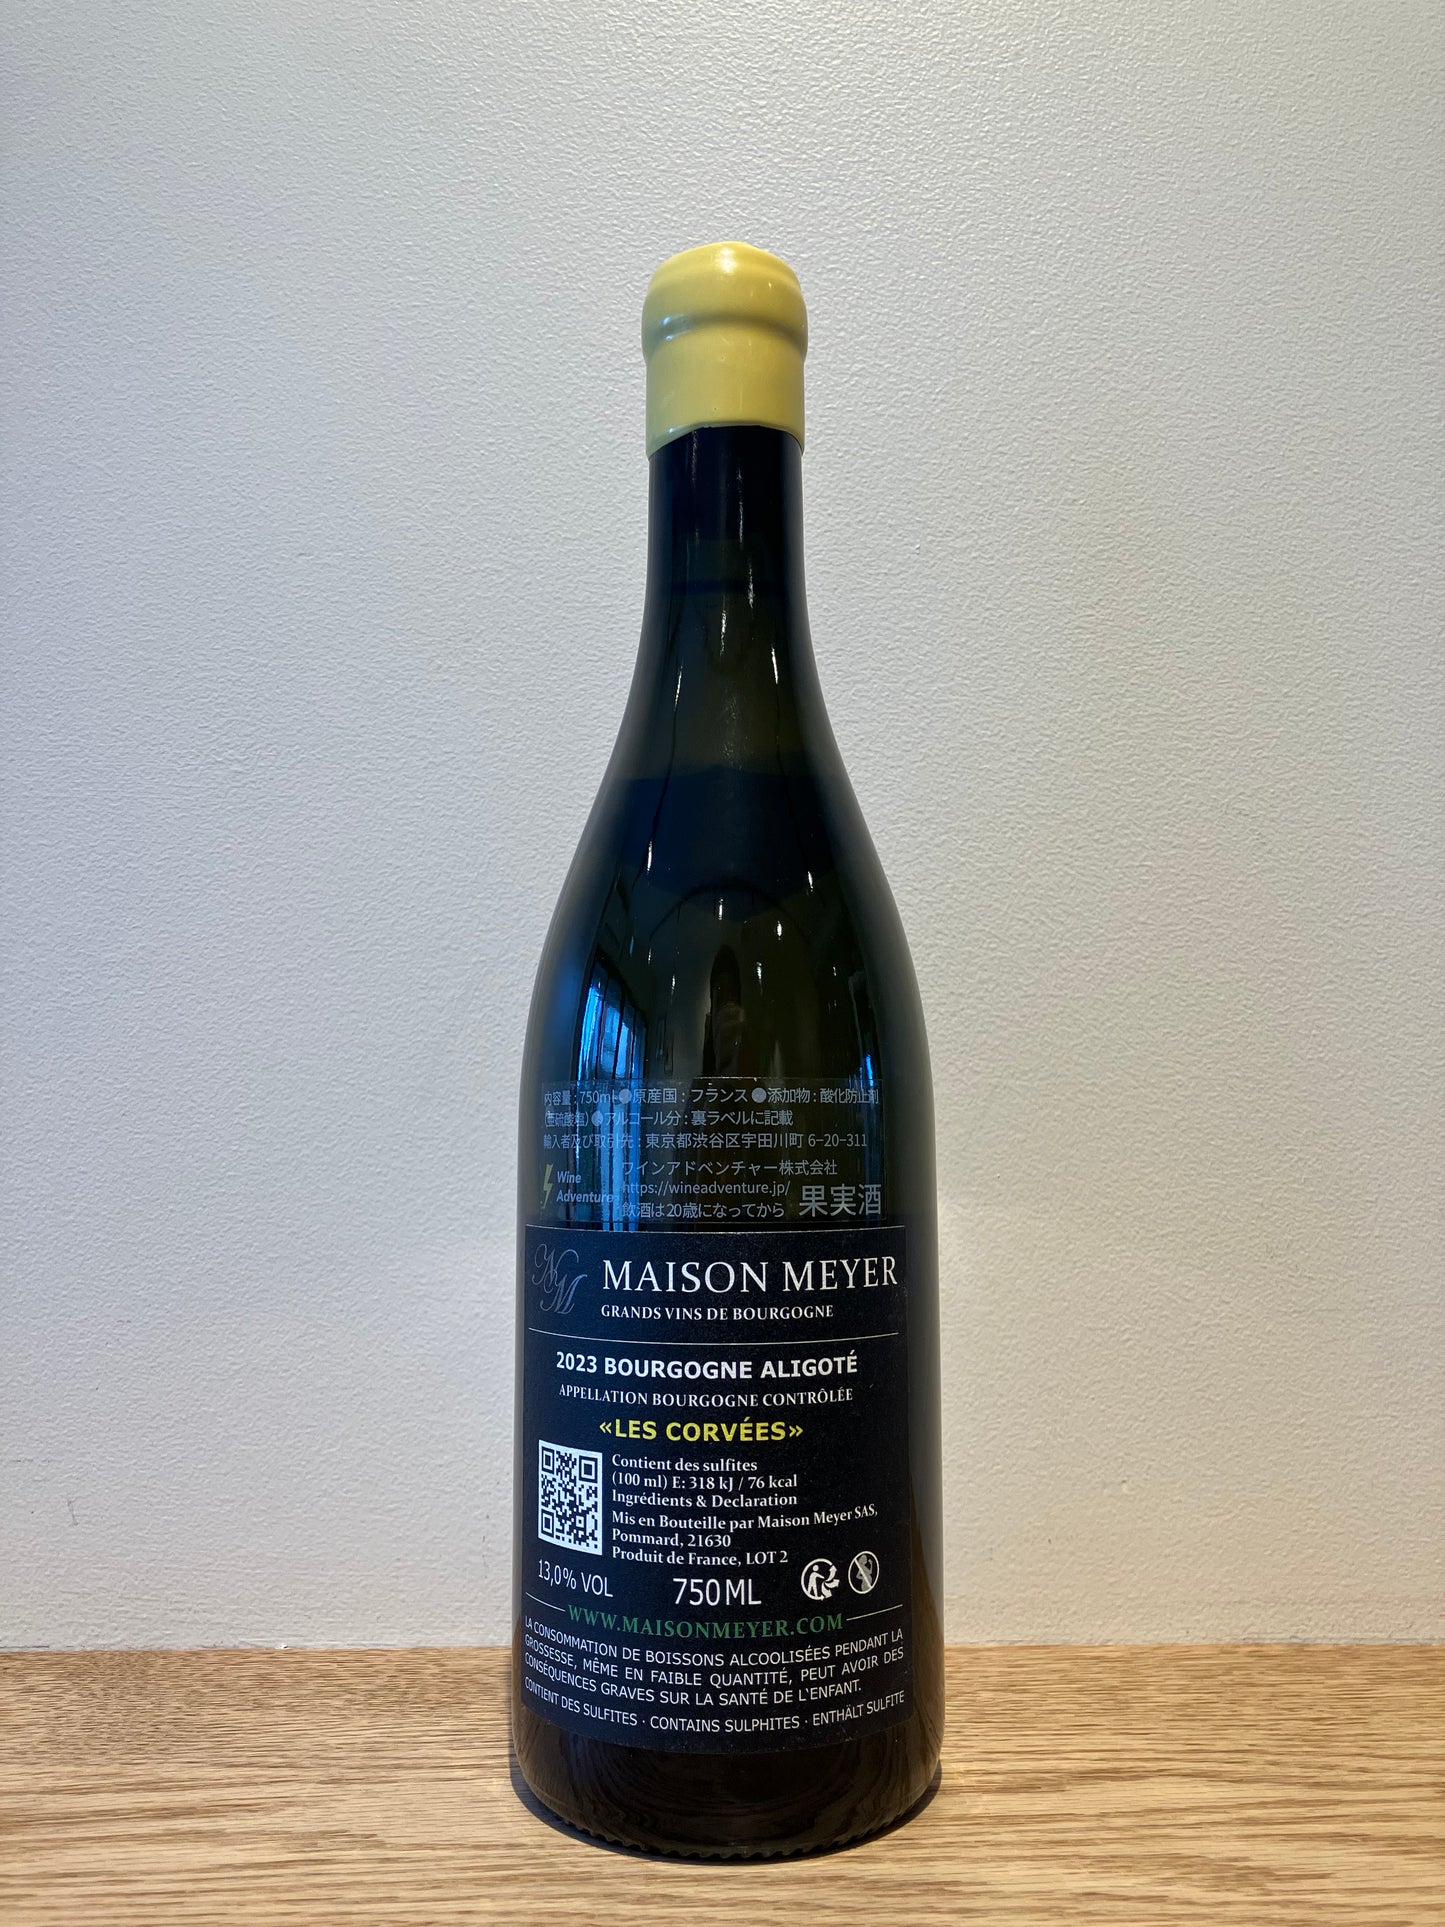 内容量：750ml●原産国：フランス●添加物：酸化防止剤
（亜硫酸塩）●アルコール分：裏ラベルに記載
輸入者及び取引先：東京都渋谷区宇田川町 6-20-311
ワインアドベンチャー株式会社
Wine
Adventure
https://wineadventure.jp/
飲酒は20歳になってから 果実酒
NM
MAISON MEYER
GRANDS VINS DE BOURGOGNE
2023 BOURGOGNE ALIGOTÉ
APPELLATION BOURGOGNE CONTRÔLÉE
«LES CORVÉES»
Contient des sulfites
(100 ml) E: 318 kJ / 76 kcal
Ingrédients & Declaration
Mis en Bouteille par Maison Meyer SAS,
Pommard, 21630
Produit de France, LOT 2
13,0% VOL 750ML
WWW.MAISONMEYER.COM
LA CONSOMMATION DE BOISSONS ALCOOLISÉES PENDANT LA
GROSSESSE, MÊME EN FAIBLE QUANTITÉ, PEUT AVOIR DES
CONSÉQUENCES GRAVES SUR LA SANTÉ DE L`ENFANT.
CONTIENT DES SULFITES · CONTAINS SULPHITES · ENTHÄLT SULFITE